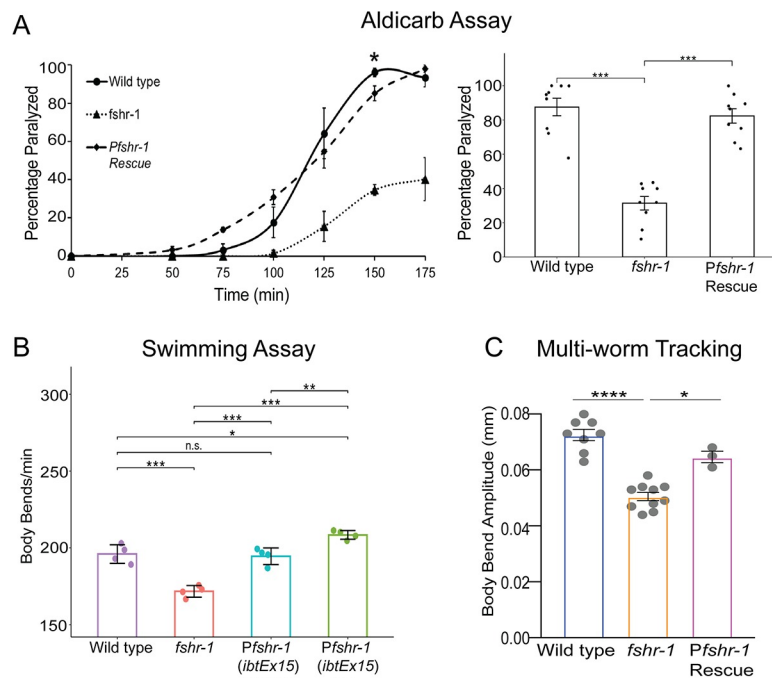 A
Aldicarb Assay
Percentage Paralyzed
100
80
60
40
20
0
0
25
50
75
100
125
150
175
Time (min)
Wild type
fshr-1
Pfshr-1
Rescue
*
Percentage Paralyzed
100
80
60
40
20
0
***
***
Wild type
fshr-1
Pfshr-1
Rescue
B
Swimming Assay
Body Bends/min
300
250
200
150
**
***
***
*
n.s.
***
Wild type
fshr-1
Pfshr-1
(ibtEx15)
Pfshr-1
(ibtEx15)
C
Multi-worm Tracking
Body Bend Amplitude (mm)
0.08
0.06
0.04
0.02
0.00
****
*
Wild type
fshr-1
Pfshr-1
Rescue